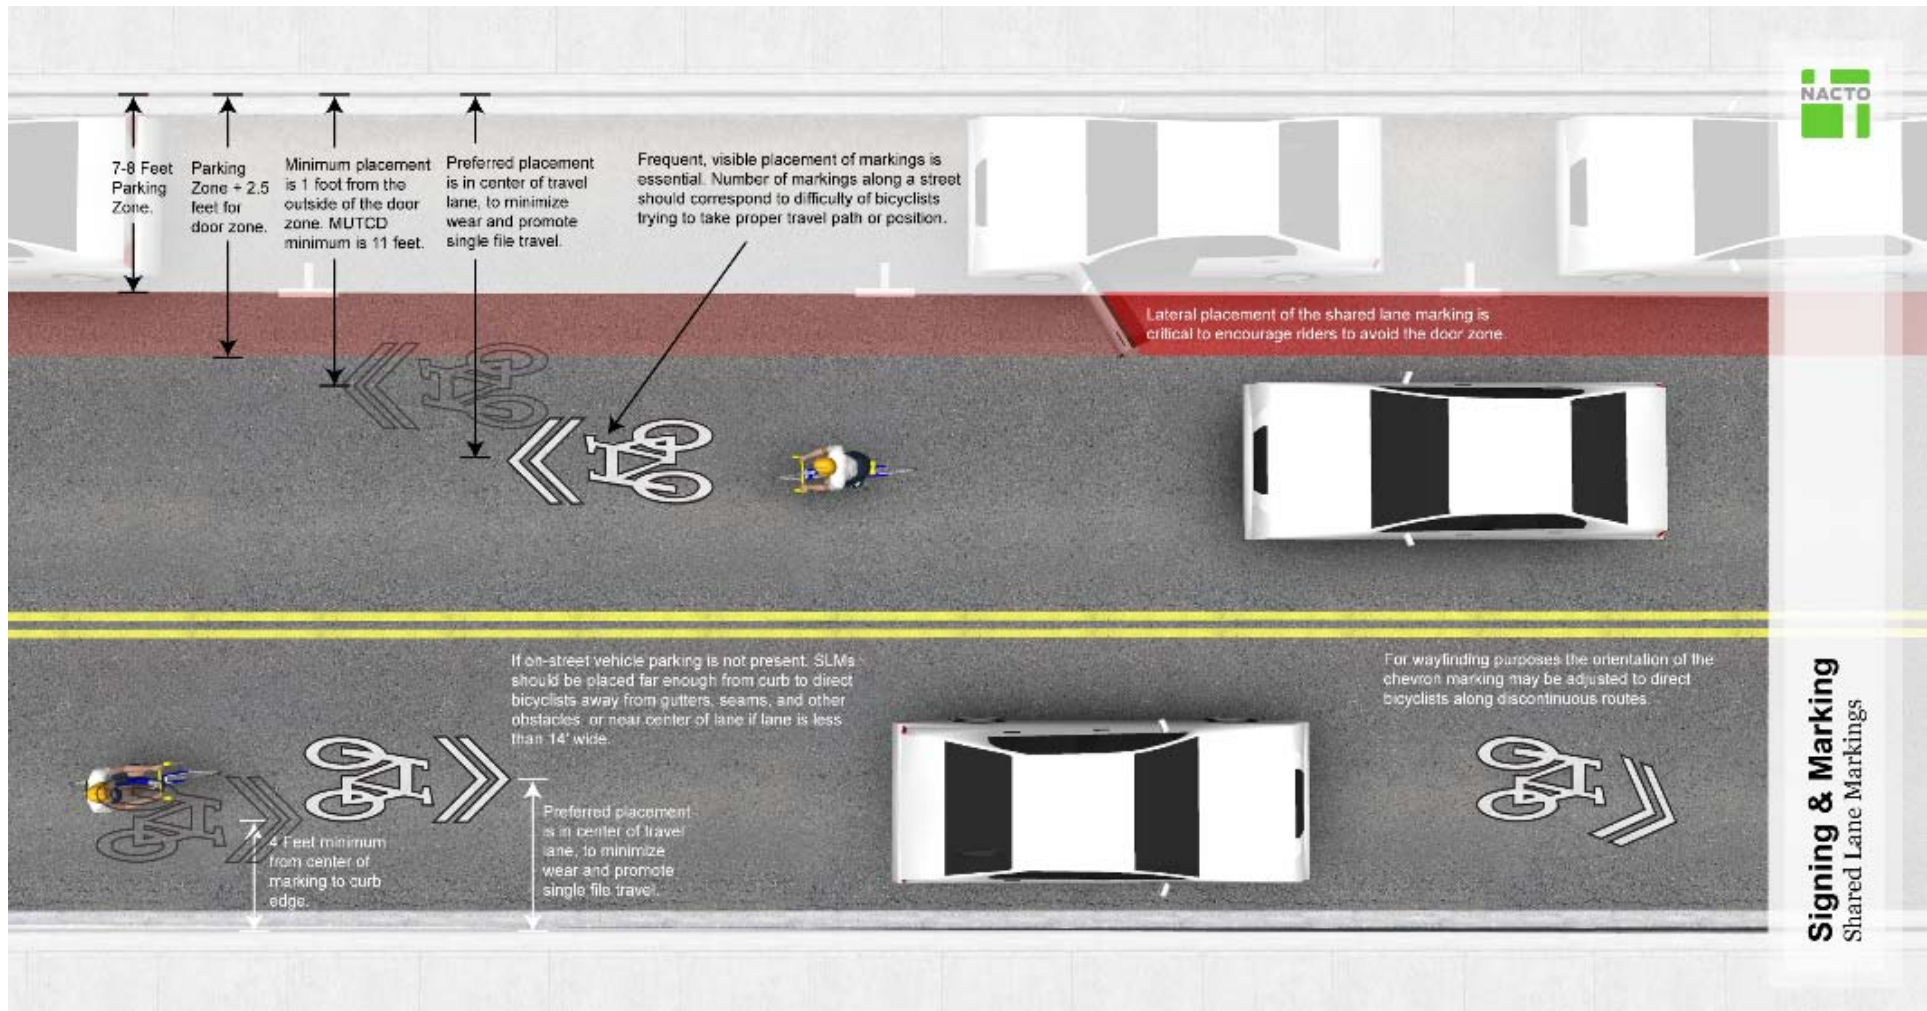 NACTO
7-8 Feet
Parking
Zone.
Parking
Zone + 2.5
feet for
door zone.
Minimum placement
is 1 foot from the
outside of the door
zone. MUTCD
minimum is 11 feet.
Preferred placement
is in center of travel
lane, to minimize
wear and promote
single file travel.
Frequent, visible placement of markings is
essential. Number of markings along a street
should correspond to difficulty of bicyclists
trying to take proper travel path or position.
Lateral placement of the shared lane marking is
critical to encourage riders to avoid the door zone.
If on-street vehicle parking is not present, SLMs
should be placed far enough from curb to direct
bicyclists away from gutters, seams, and other
obstacles, or near center of lane if lane is less
than 14' wide.
For wayfinding purposes the orientation of the
chevron marking may be adjusted to direct
bicyclists along discontinuous routes.
4 Feet minimum
from center of
marking to curb
edge.
Preferred placement
is in center of travel
lane, to minimize
wear and promote
single file travel.
Signing & Marking
Shared Lane Markings